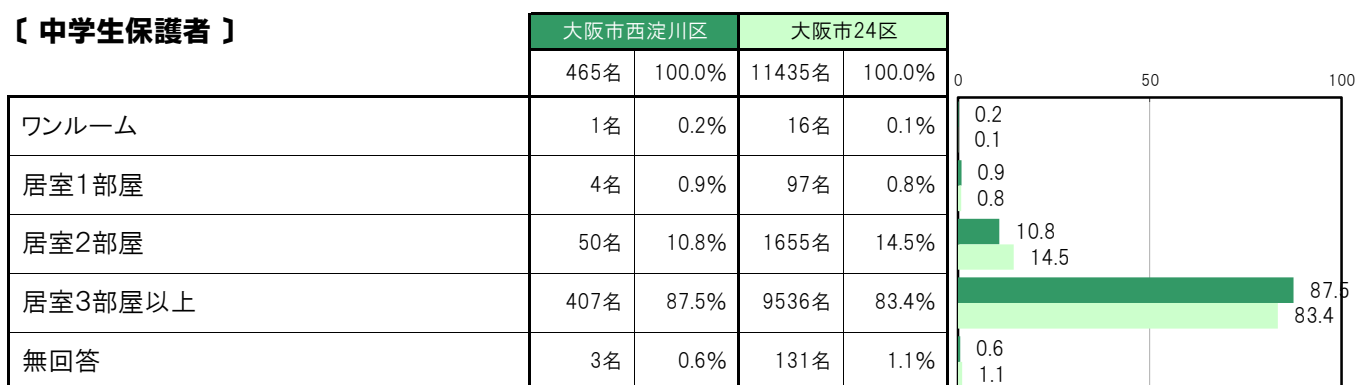 〔 中学生保護者 〕
大阪市西淀川区 大阪市24区
465名 100.0% 11435名 100.0%
0 50 100
ワンルーム 1名 0.2% 16名 0.1%
0.2
0.1
居室1部屋 4名 0.9% 97名 0.8%
0.9
0.8
居室2部屋 50名 10.8% 1655名 14.5%
10.8
14.5
居室3部屋以上 407名 87.5% 9536名 83.4%
87.5
83.4
無回答 3名 0.6% 131名 1.1%
0.6
1.1